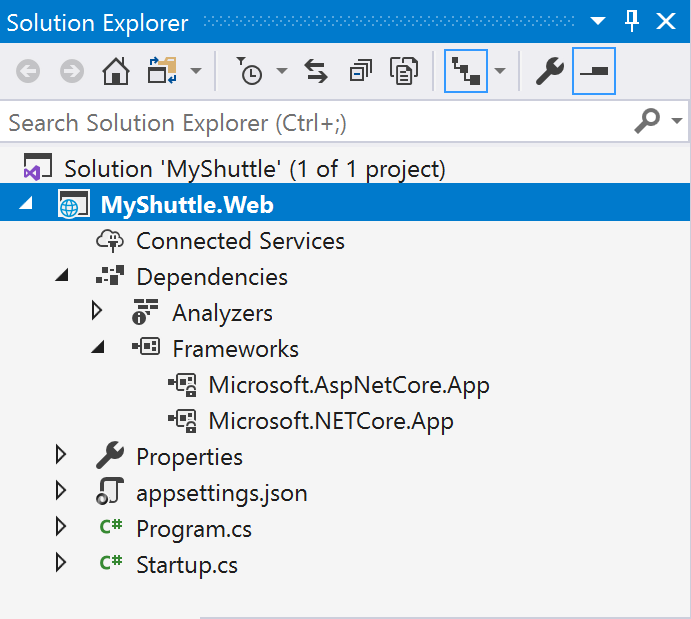 Solution Explorer
Search Solution Explorer (Ctrl+;)
Solution 'MyShuttle' (1 of 1 project)
MyShuttle.Web
Connected Services
Dependencies
Analyzers
Frameworks
Microsoft.AspNetCore.App
Microsoft.NETCore.App
Properties
appsettings.json
C# Program.cs
C# Startup.cs